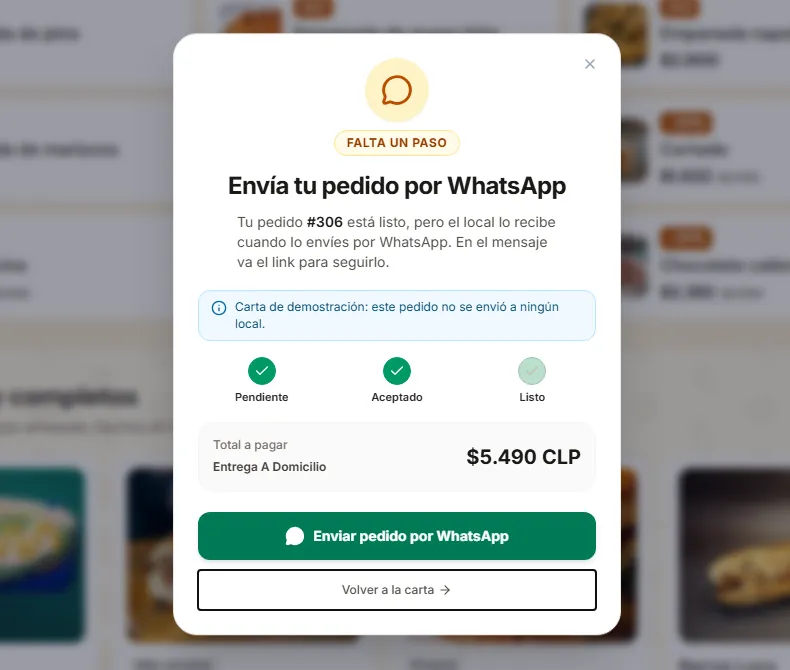 FALTA UN PASO
Envía tu pedido por WhatsApp
Tu pedido #306 está listo, pero el local lo recibe
cuando lo envíes por WhatsApp. En el mensaje
va el link para seguirlo.
Carta de demostración: este pedido no se envió a ningún
local.
Pendiente
Aceptado
Listo
Total a pagar
Entrega A Domicilio
$5.490 CLP
Enviar pedido por WhatsApp
Volver a la carta →